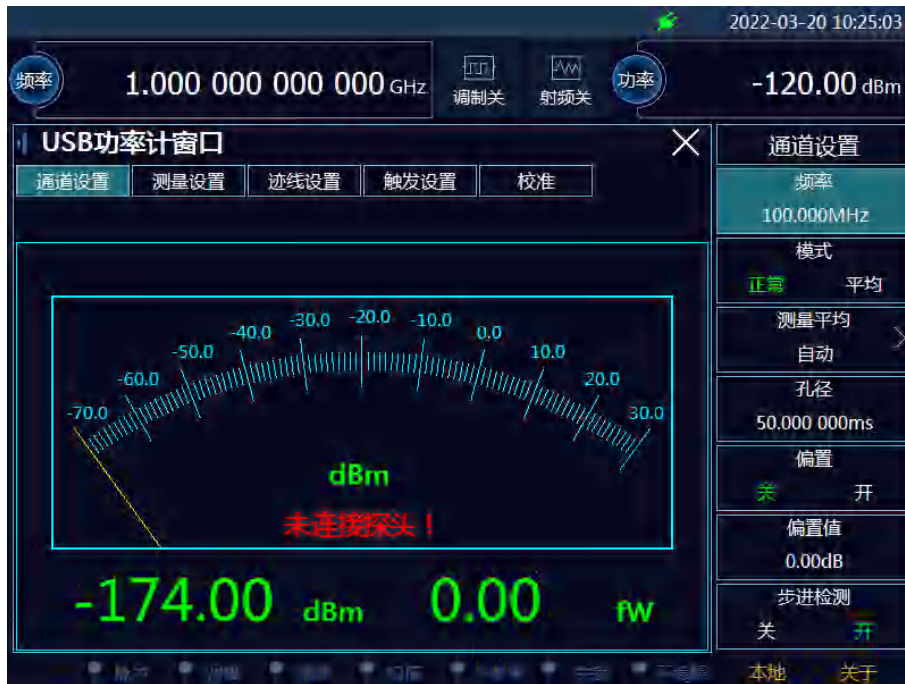 2022-03-20 10:25:03
频率 1.000 000 000 000 GHz 调制关 射频关 功率 -120.00 dBm
USB功率计窗口
通道设置 测量设置 迹线设置 触发设置 校准
-70.0 -60.0 -50.0 -40.0 -30.0 -20.0 -10.0 0.0 10.0 20.0 30.0
dBm
未连接探头！
-174.00 dBm 0.00 fW
通道设置
频率
100.000MHz
模式
正常 平均
测量平均
自动
孔径
50.000 000ms
偏置
关 开
偏置值
0.00dB
步进检测
关 开
本地 关于